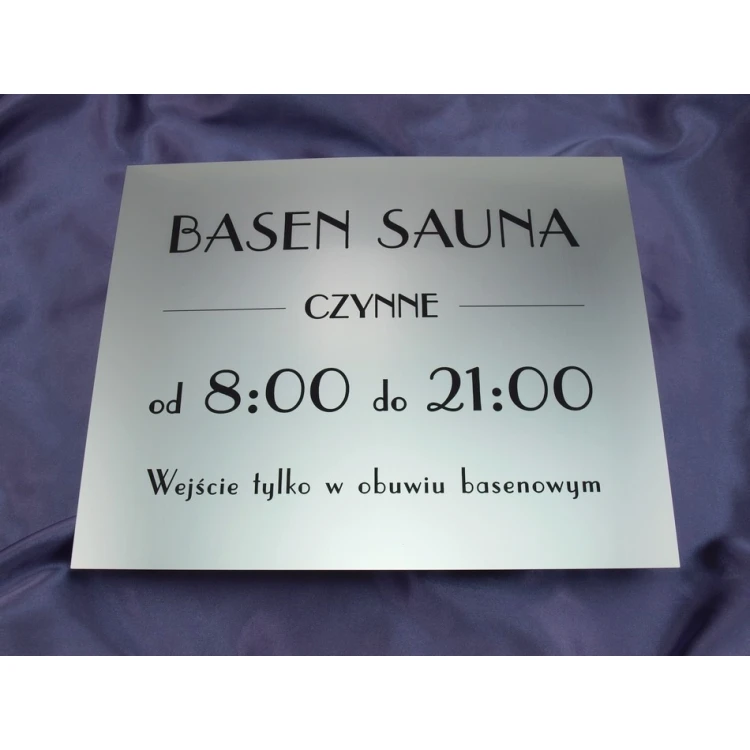 BASEN SAUNA
CZYNNE
od 8:00 do 21:00
Wejście tylko w obuwiu basenowym